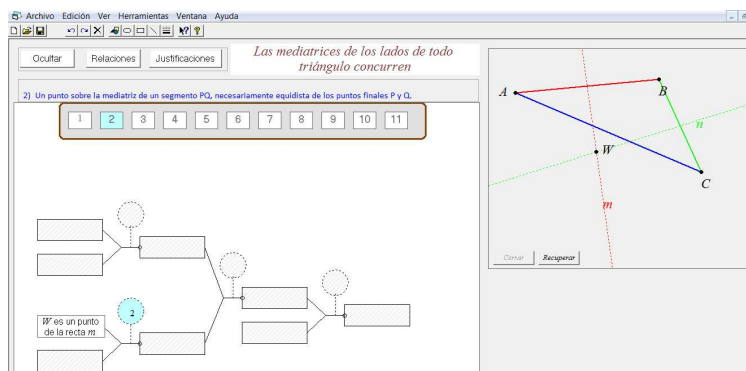 Archivo Edición Ver Herramientas Ventana Ayuda
Ocultar Relaciones Justificaciones
Las mediatrices de los lados de todo
triángulo concurren
2) Un punto sobre la mediatriz de un segmento PQ, necesariamente equidista de los puntos finales P y Q.
1 2 3 4 5 6 7 8 9 10 11
A
B
n
W
C
m
Cerrar Recuperar
W es un punto
de la recta m
2